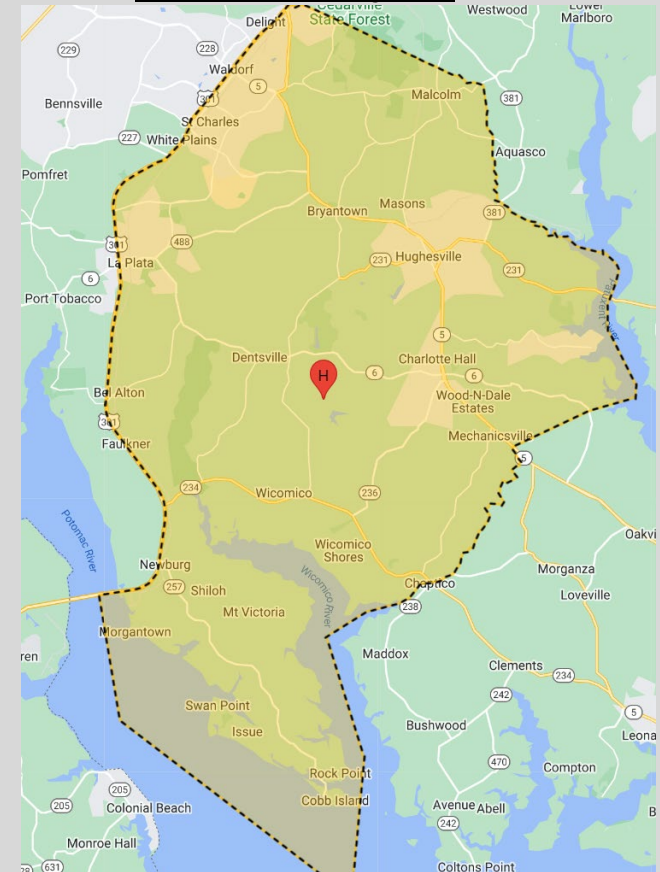 Cedarville
State Forest
Westwood
Lower
Marlboro
Delight
229
228
Waldorf
5
301
Malcolm
381
Bennsville
St Charles
227
White Plains
Aquasco
Pomfret
Masons
Bryantown
381
301
488
231
Hughesville
231
La Plata
6
Port Tobacco
Patuxent River
5
Dentsville
Charlotte Hall
H
6
6
Bel Alton
Wood-N-Dale
Estates
301
Faulkner
Mechanicsville
5
234
Wicomico
236
Potomac River
Oakvi
Wicomico
Shores
Newburg
Wicomico River
Morganza
257
Shiloh
Chaptico
Loveville
238
Mt Victoria
Morgantown
ren
Maddox
Clements
234
242
Swan Point
5
Issue
Bushwood
Leona
470
Rock Point
Compton
205
Cobb Island
205
Colonial Beach
Avenue
Abell
B
242
Monroe Hall
631
Coltons Point